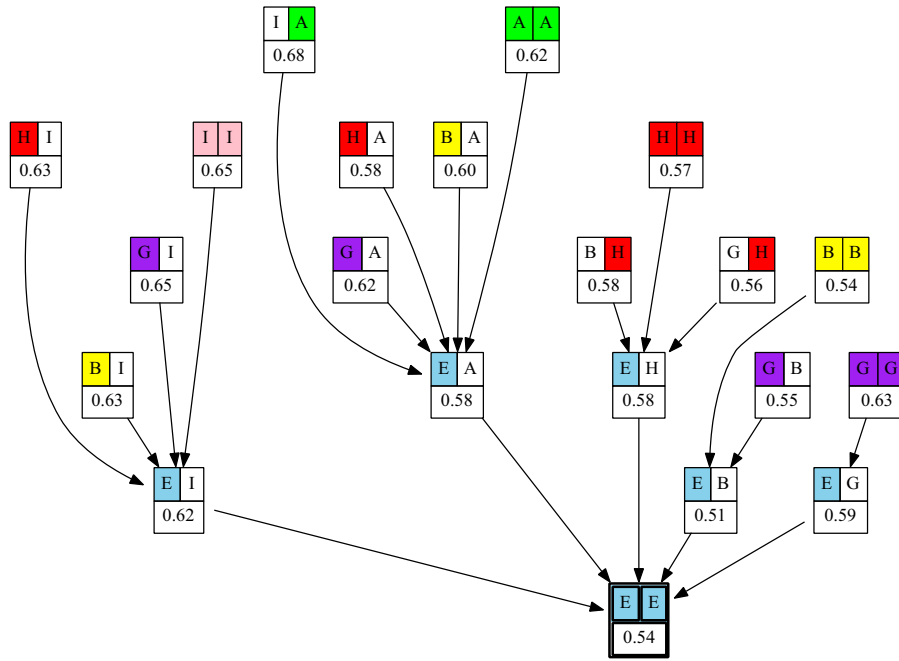 I A
0.68
A A
0.62
H I
0.63
I I
0.65
H A
0.58
B A
0.60
H H
0.57
G I
0.65
G A
0.62
B H
0.58
G H
0.56
B B
0.54
B I
0.63
E A
0.58
E H
0.58
G B
0.55
G G
0.63
E I
0.62
E B
0.51
E G
0.59
E E
0.54